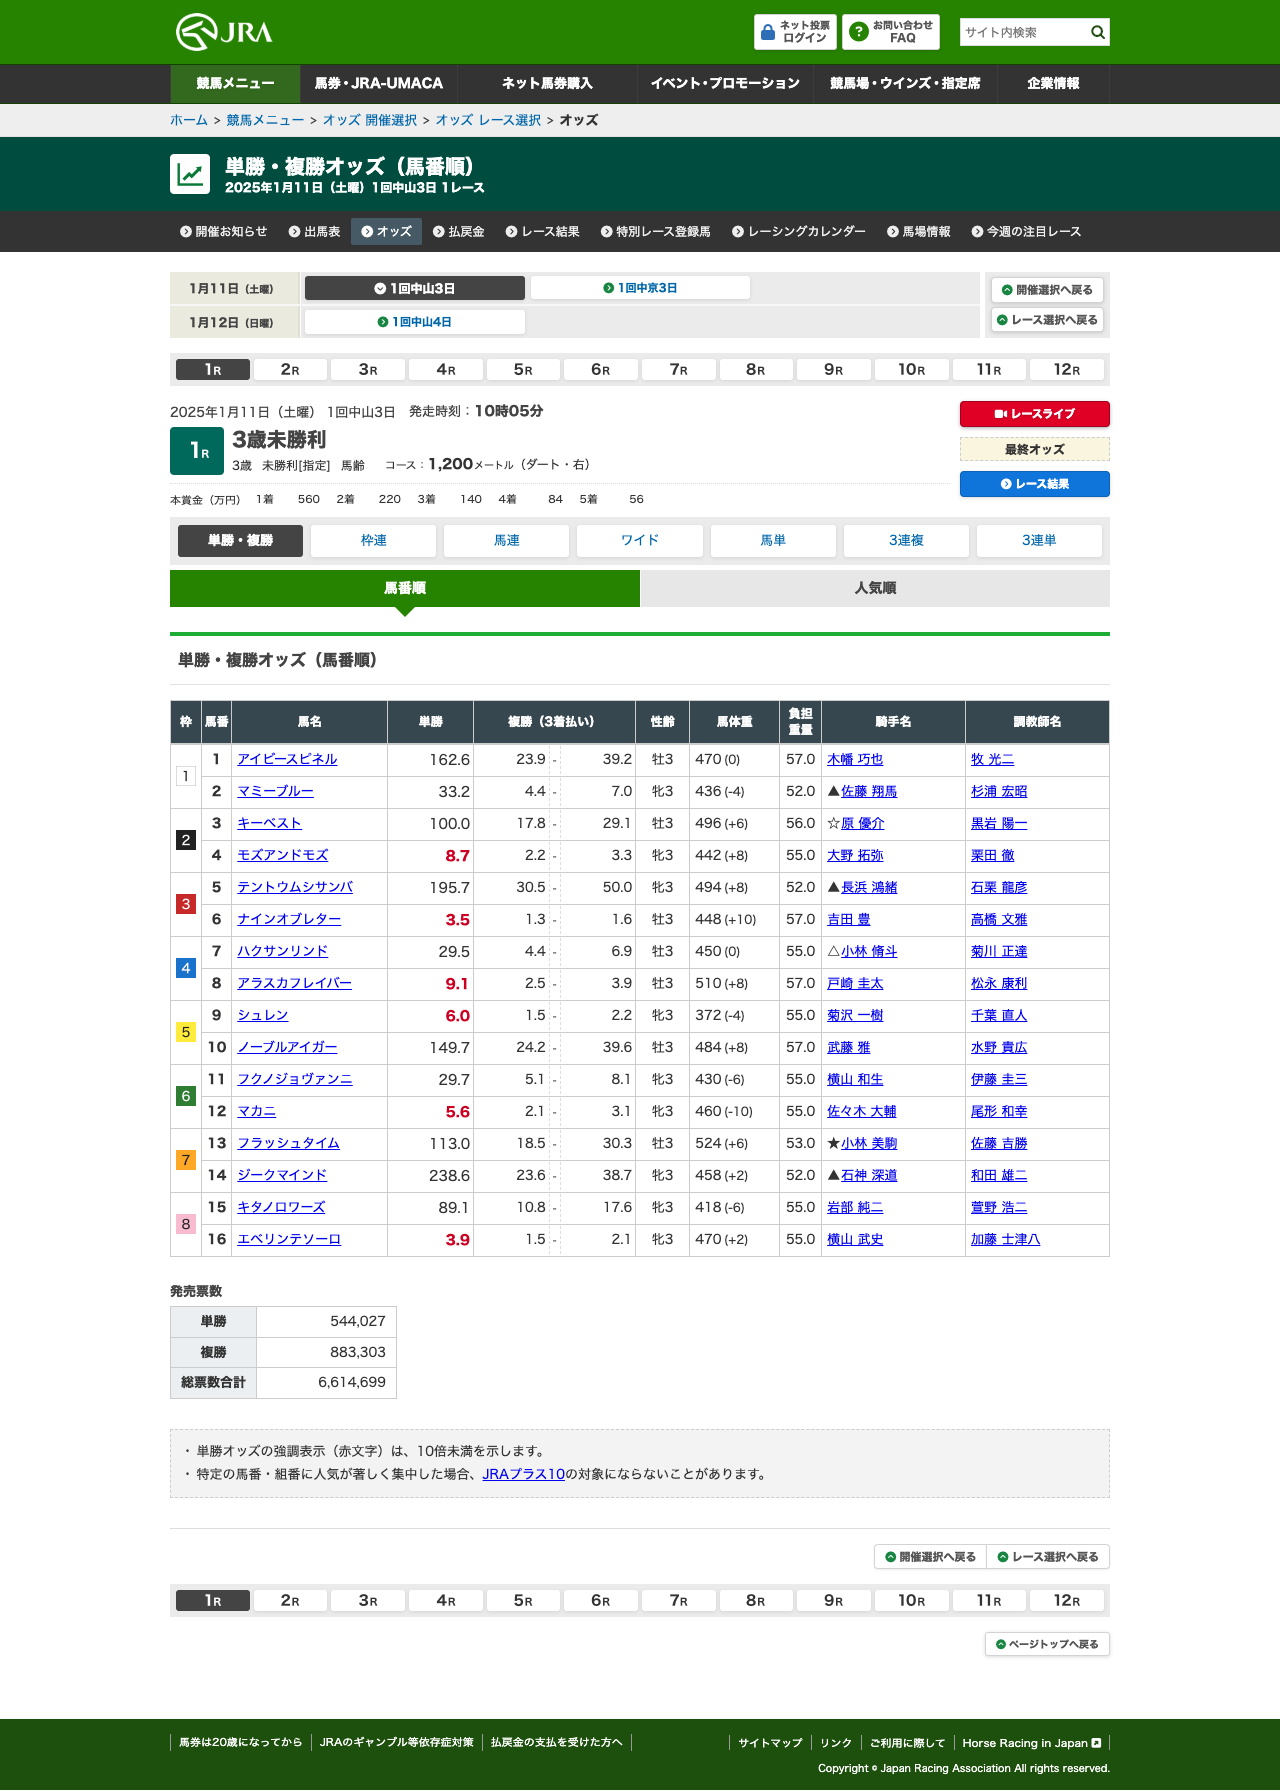 JRA
ネット投票
ログイン
お問い合わせ
FAQ
サイト内検索
競馬メニュー 馬券・JRA-UMACA ネット馬券購入 イベント・プロモーション 競馬場・ウインズ・指定席 企業情報
ホーム > 競馬メニュー > オッズ 開催選択 > オッズ レース選択 > オッズ
単勝・複勝オッズ（馬番順）
2025年1月11日（土曜）1回中山3日 1レース
開催お知らせ 出馬表 オッズ 払戻金 レース結果 特別レース登録馬 レーシングカレンダー 馬場情報 今週の注目レース
1月11日（土曜） 1回中山3日 1回中京3日 開催選択へ戻る
1月12日（日曜） 1回中山4日 レース選択へ戻る
1R 2R 3R 4R 5R 6R 7R 8R 9R 10R 11R 12R
2025年1月11日（土曜） 1回中山3日 発走時刻：10時05分
レースライブ
1R 3歳未勝利
最終オッズ
3歳 未勝利[指定] 馬齢 コース：1,200メートル（ダート・右）
レース結果
本賞金（万円） 1着 560 2着 220 3着 140 4着 84 5着 56
単勝・複勝 枠連 馬連 ワイド 馬単 3連複 3連単
馬番順 人気順
単勝・複勝オッズ（馬番順）
枠 馬番 馬名 単勝 複勝（3着払い） 性齢 馬体重 負担重量 騎手名 調教師名
1 1 アイビースピネル 162.6 23.9 - 39.2 牡3 470 (0) 57.0 木幡 巧也 牧 光二
2 マミーブルー 33.2 4.4 - 7.0 牝3 436 (-4) 52.0 ▲佐藤 翔馬 杉浦 宏昭
2 3 キーベスト 100.0 17.8 - 29.1 牡3 496 (+6) 56.0 ☆原 優介 黒岩 陽一
4 モズアンドモズ 8.7 2.2 - 3.3 牝3 442 (+8) 55.0 大野 拓弥 栗田 徹
3 5 テントウムシサンバ 195.7 30.5 - 50.0 牝3 494 (+8) 52.0 ▲長浜 鴻緒 石栗 龍彦
6 ナインオブレター 3.5 1.3 - 1.6 牡3 448 (+10) 57.0 吉田 豊 高橋 文雅
4 7 ハクサンリンド 29.5 4.4 - 6.9 牡3 450 (0) 55.0 △小林 脩斗 菊川 正達
8 アラスカフレイバー 9.1 2.5 - 3.9 牡3 510 (+8) 57.0 戸崎 圭太 松永 康利
5 9 シュレン 6.0 1.5 - 2.2 牝3 372 (-4) 55.0 菊沢 一樹 千葉 直人
10 ノーブルアイガー 149.7 24.2 - 39.6 牡3 484 (+8) 57.0 武藤 雅 水野 貴広
6 11 フクノジョヴァンニ 29.7 5.1 - 8.1 牝3 430 (-6) 55.0 横山 和生 伊藤 圭三
12 マカニ 5.6 2.1 - 3.1 牝3 460 (-10) 55.0 佐々木 大輔 尾形 和幸
7 13 フラッシュタイム 113.0 18.5 - 30.3 牡3 524 (+6) 53.0 ★小林 美駒 佐藤 吉勝
14 ジークマインド 238.6 23.6 - 38.7 牝3 458 (+2) 52.0 ▲石神 深道 和田 雄二
8 15 キタノロワーズ 89.1 10.8 - 17.6 牝3 418 (-6) 55.0 岩部 純二 萱野 浩二
16 エベリンテソーロ 3.9 1.5 - 2.1 牝3 470 (+2) 55.0 横山 武史 加藤 士津八
発売票数
単勝 544,027
複勝 883,303
総票数合計 6,614,699
・ 単勝オッズの強調表示（赤文字）は、10倍未満を示します。
・ 特定の馬番・組番に人気が著しく集中した場合、JRAプラス10の対象にならないことがあります。
開催選択へ戻る レース選択へ戻る
1R 2R 3R 4R 5R 6R 7R 8R 9R 10R 11R 12R
ページトップへ戻る
馬券は20歳になってから JRAのギャンブル等依存症対策 払戻金の支払を受けた方へ サイトマップ リンク ご利用に際して Horse Racing in Japan
Copyright © Japan Racing Association All rights reserved.